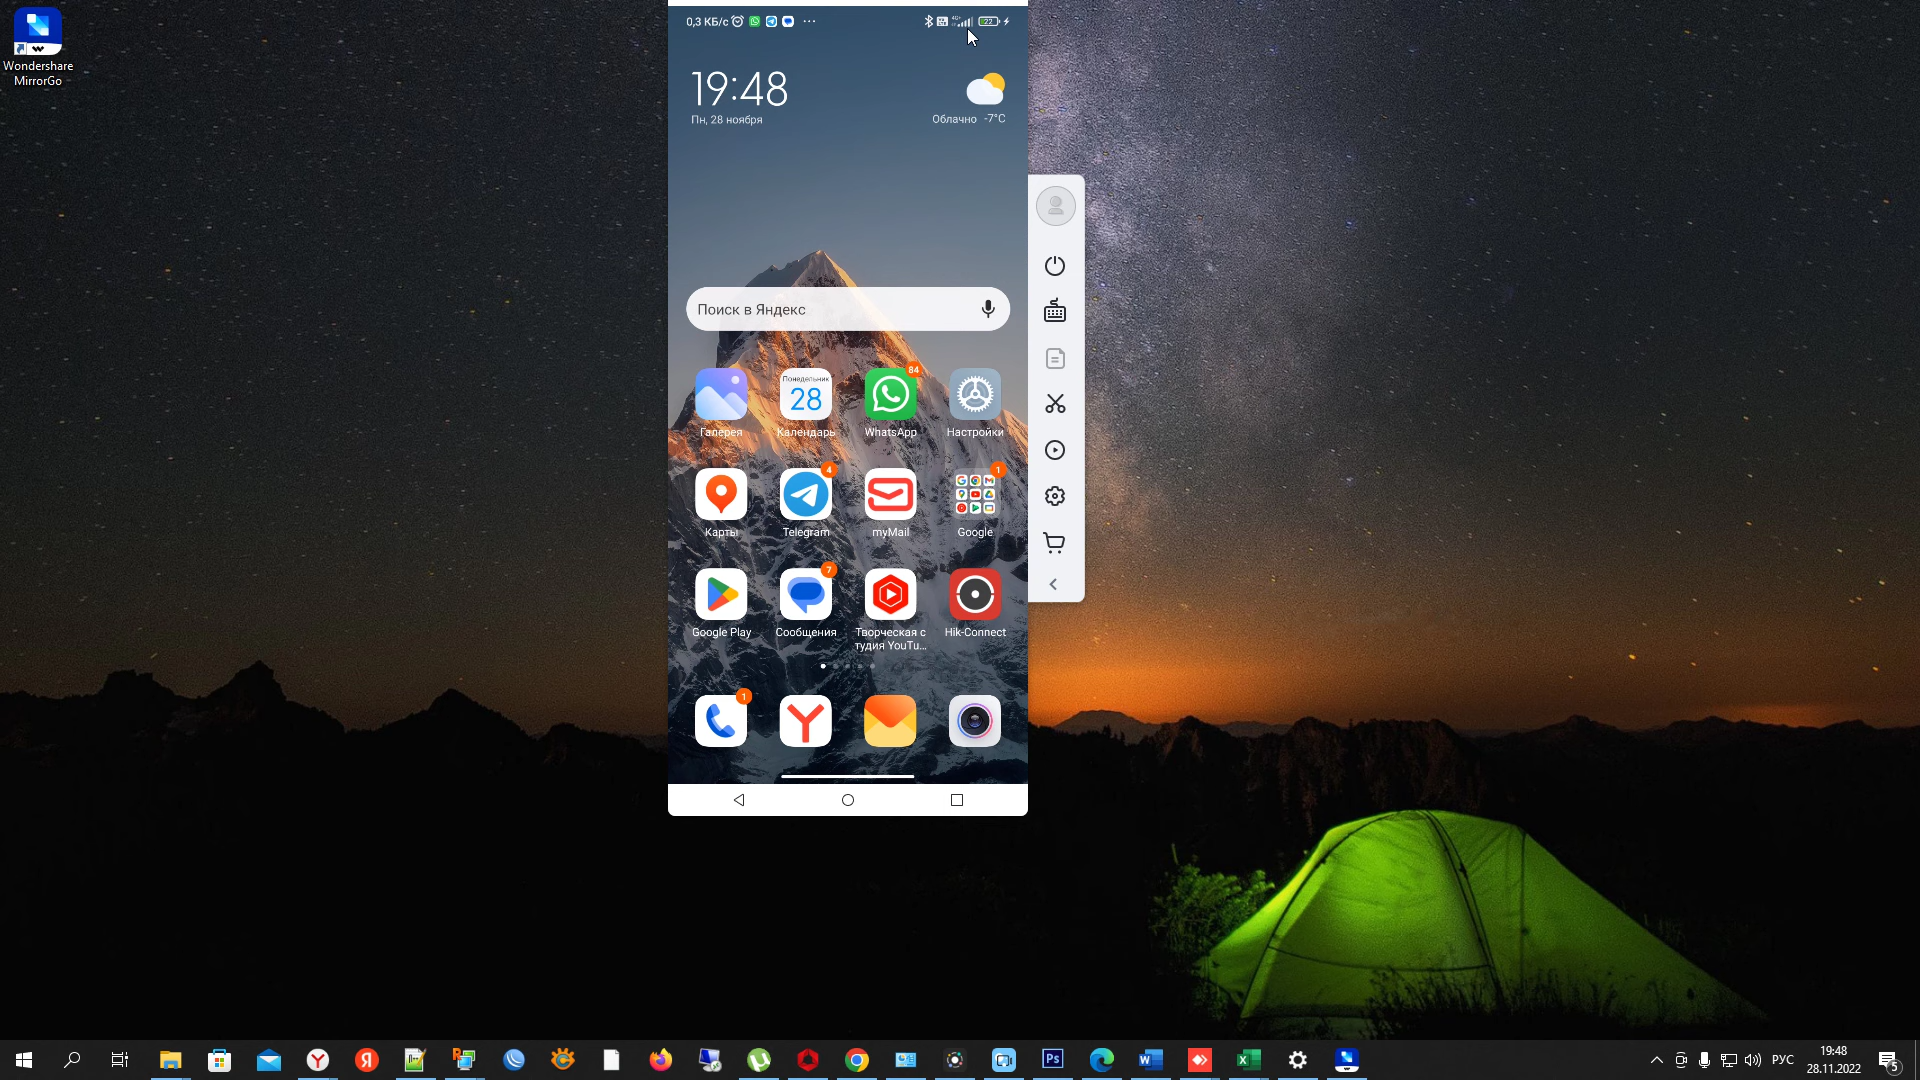 Wondershare
MirrorGo
0,3 КБ/с
22
19:48
Пн, 28 ноября
Облачно -7°C
Поиск в Яндекс
Понедельник
28
84
Галерея
Календарь
WhatsApp
Настройки
4
1
Карты
Telegram
myMail
Google
7
Google Play
Сообщения
Творческая с
тудия YouTu...
Hik-Connect
1
РУС
19:48
28.11.2022
5